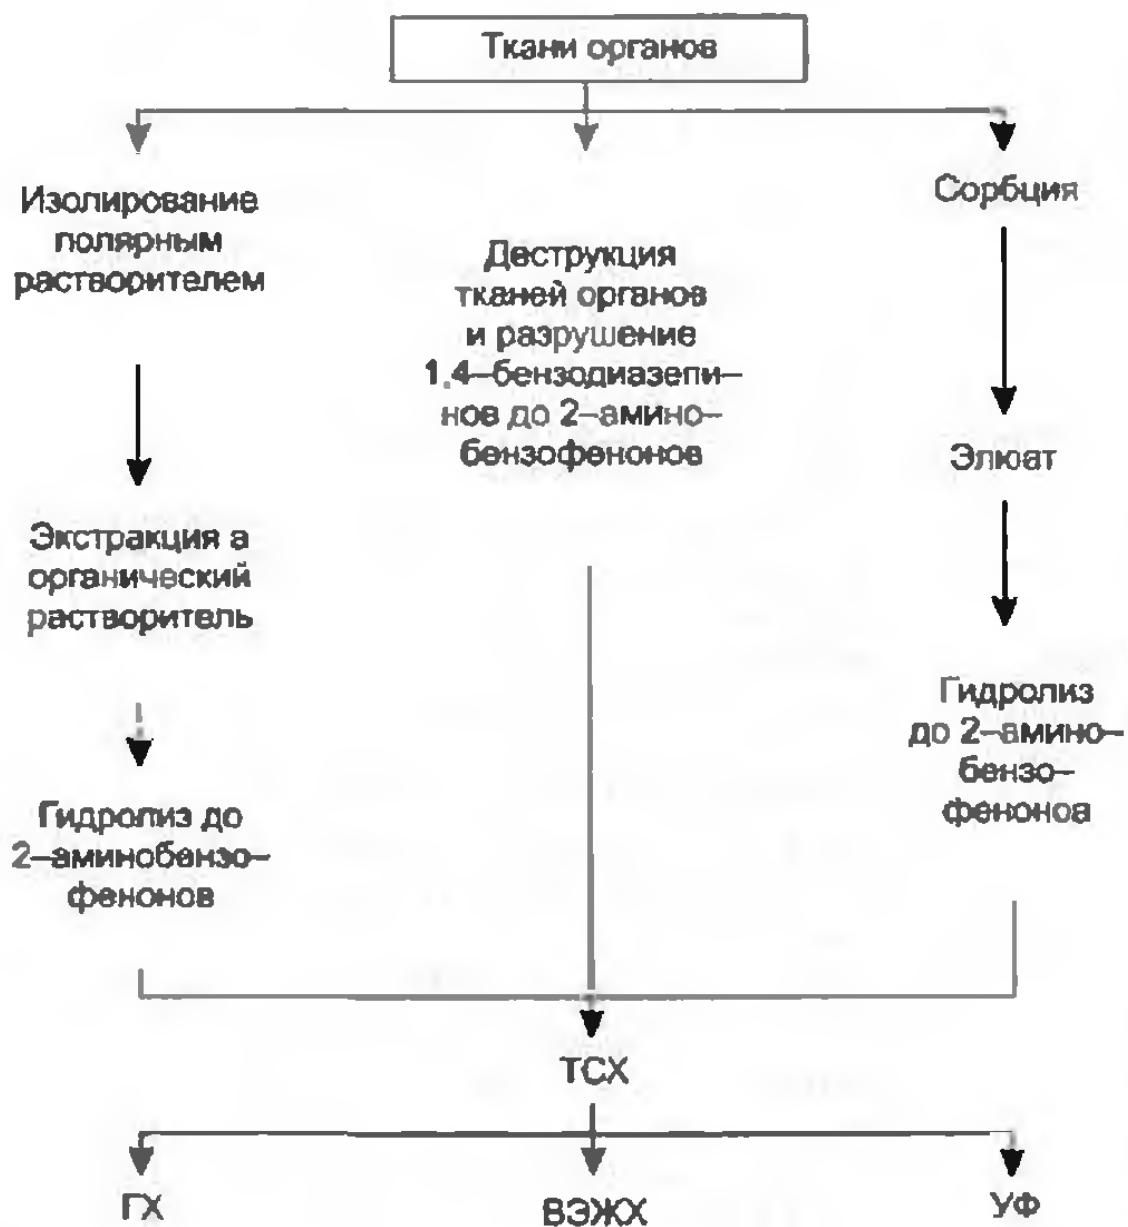 Ткани органов
Изолирование
полярным
растворителем
Экстракция а
органический
растворитель
Гидролиз до
2–аминобензо–
фенонов
Деструкция
тканей органов
и разрушение
1,4–бензодиазепи–
нов до 2–амино–
бензофенонов
Сорбция
Элюат
Гидролиз
до 2–амино–
бензо–
фенонов
ТСХ
ГХ
ВЭЖХ
УФ